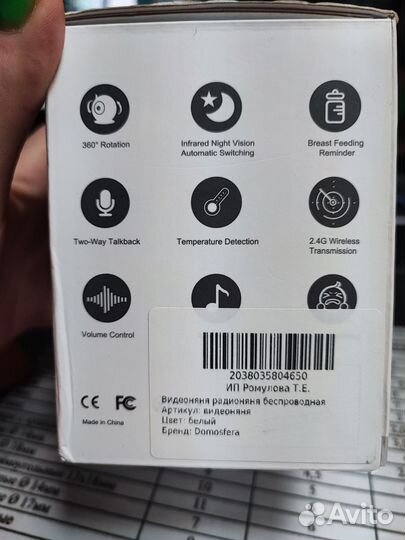 360° Rotation
Infrared Night Vision
Automatic Switching
Breast Feeding
Reminder
Two-Way Talkback
Temperature Detection
2.4G Wireless
Transmission
Volume Control
2038035804650
ИП Ромулова Т.Е.
Видеоняня радионяня беспроводная
Артикул: видеоняня
Цвет: белый
Бренд: Domosfera
CE FC
Made in China
17мм
Avito